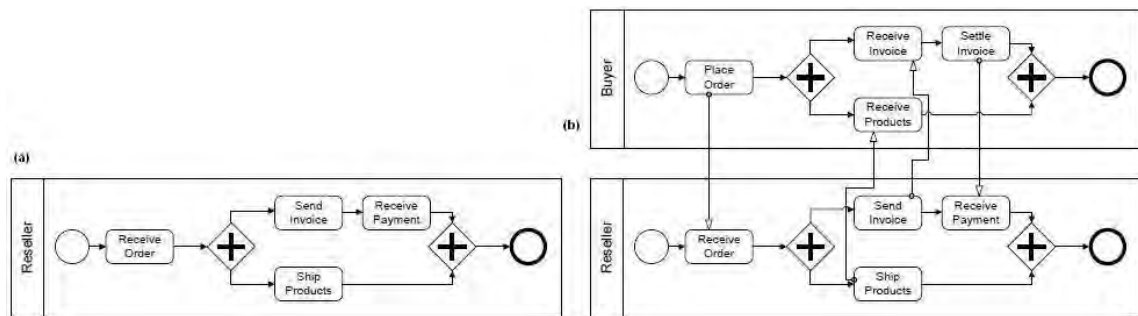 (a)
Reseller
Receive
Order
Send
Invoice
Receive
Payment
Ship
Products
(b)
Buyer
Place
Order
Receive
Invoice
Settle
Invoice
Receive
Products
Reseller
Receive
Order
Send
Invoice
Receive
Payment
Ship
Products